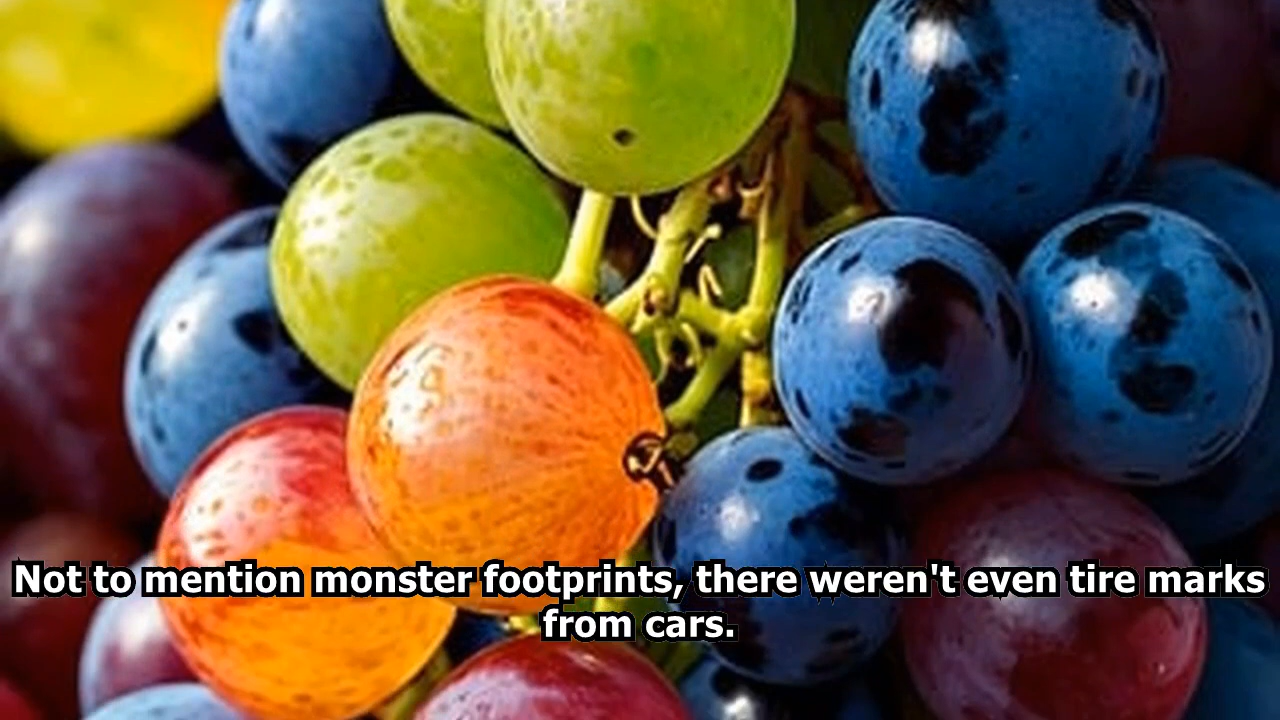 Not to mention monster footprints, there weren't even tire marks
from cars.